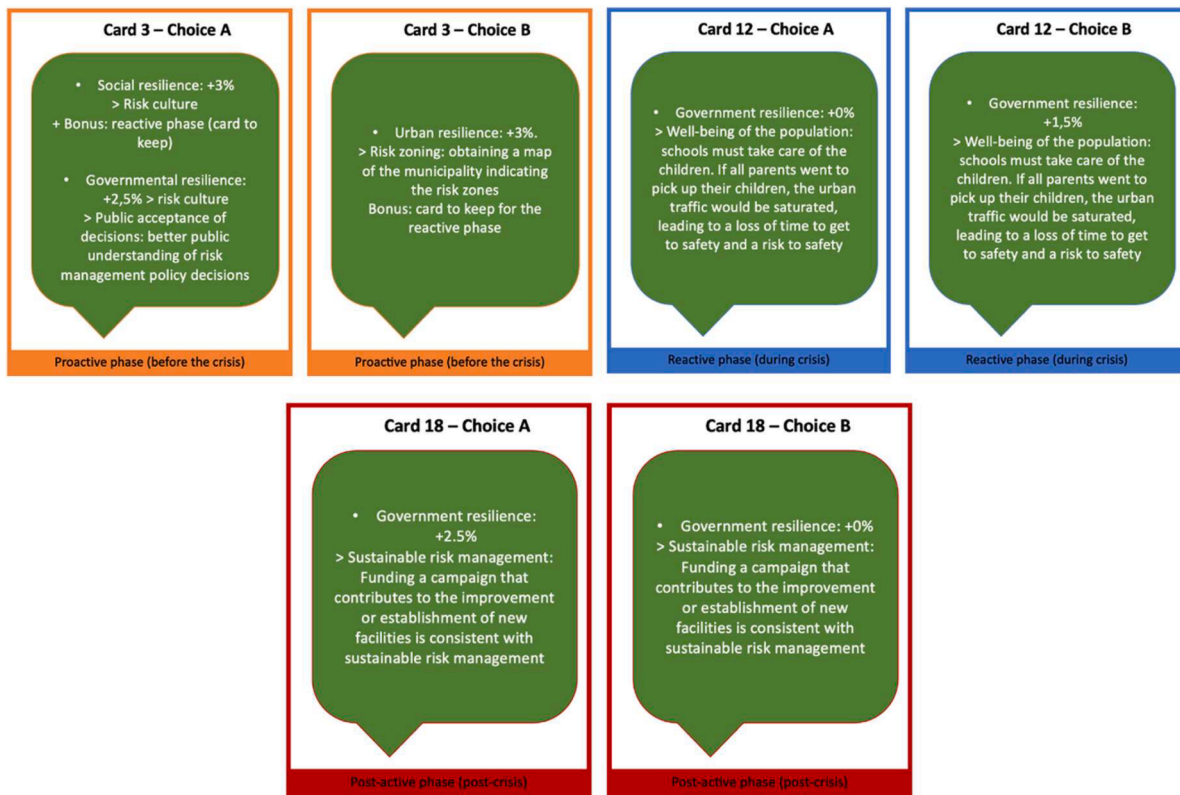 Card 3 – Choice A
• Social resilience: +3%
> Risk culture
+ Bonus: reactive phase (card to
keep)
• Governmental resilience:
+2,5% > risk culture
> Public acceptance of
decisions: better public
understanding of risk
management policy decisions
Proactive phase (before the crisis)
Card 3 – Choice B
• Urban resilience: +3%.
> Risk zoning: obtaining a map
of the municipality indicating
the risk zones
Bonus: card to keep for the
reactive phase
Proactive phase (before the crisis)
Card 12 – Choice A
• Government resilience: +0%
> Well-being of the population:
schools must take care of the
children. If all parents went to
pick up their children, the urban
traffic would be saturated,
leading to a loss of time to get
to safety and a risk to safety
Reactive phase (during crisis)
Card 12 – Choice B
• Government resilience:
+1,5%
> Well-being of the population:
schools must take care of the
children. If all parents went to
pick up their children, the urban
traffic would be saturated,
leading to a loss of time to get
to safety and a risk to safety
Reactive phase (during crisis)
Card 18 – Choice A
• Government resilience:
+2.5%
> Sustainable risk management:
Funding a campaign that
contributes to the improvement
or establishment of new
facilities is consistent with
sustainable risk management
Post-active phase (post-crisis)
Card 18 – Choice B
• Government resilience: +0%
> Sustainable risk management:
Funding a campaign that
contributes to the improvement
or establishment of new
facilities is consistent with
sustainable risk management
Post-active phase (post-crisis)